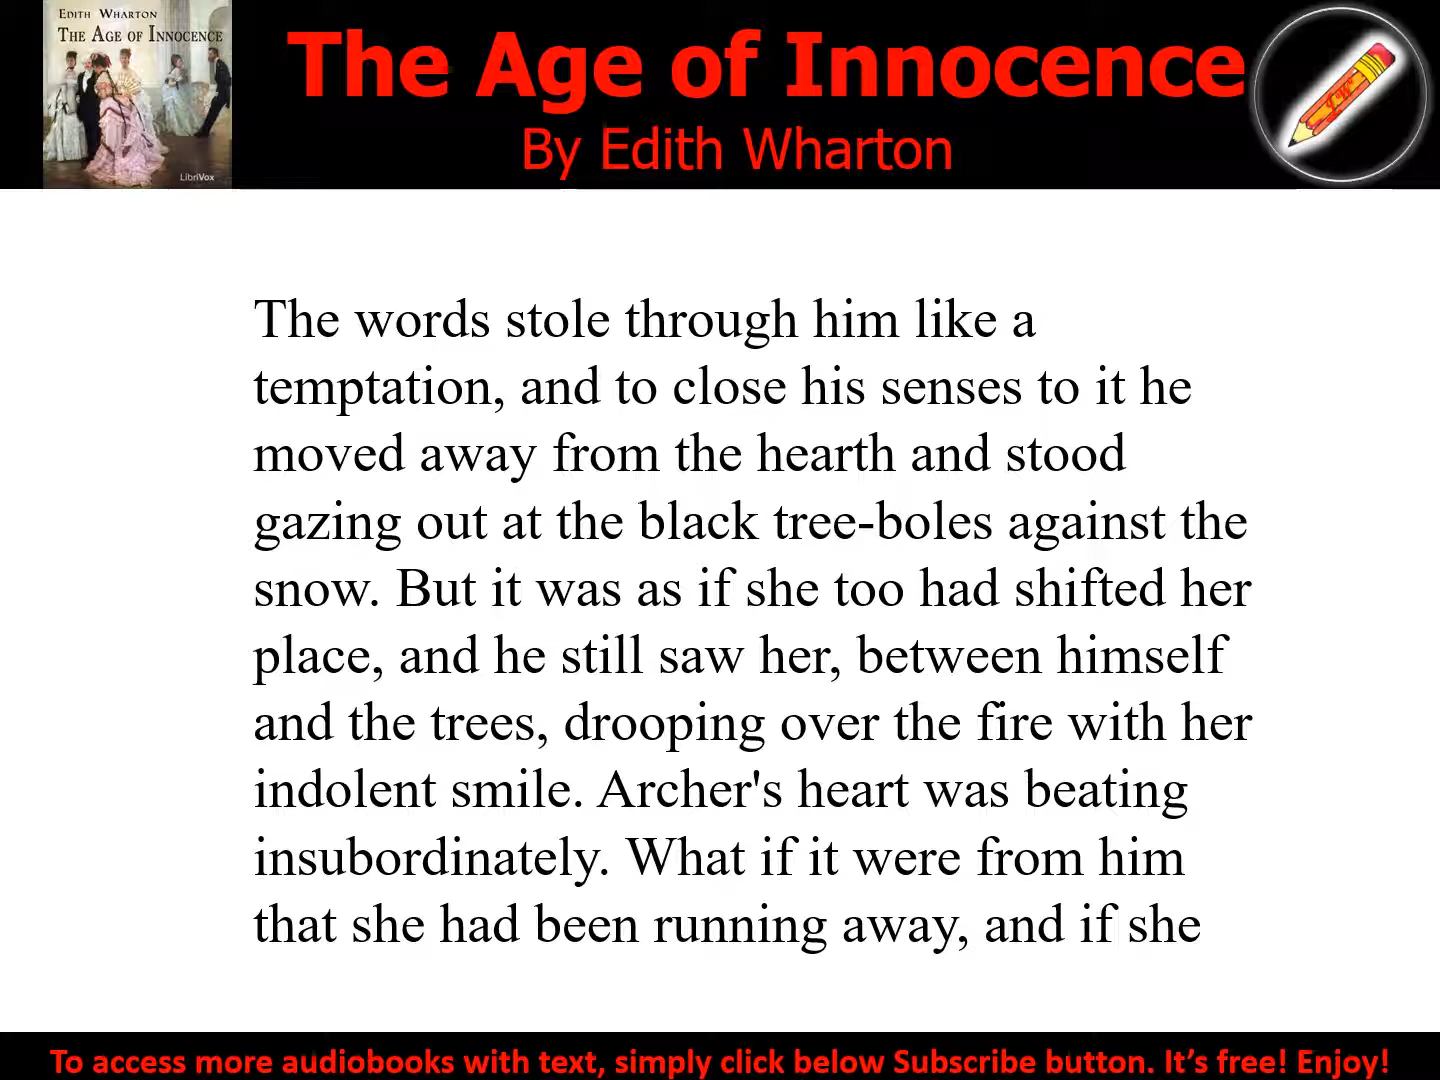 EDITH WHARTON
THE AGE OF INNOCENCE
LibriVox
The Age of Innocence
By Edith Wharton
The words stole through him like a
temptation, and to close his senses to it he
moved away from the hearth and stood
gazing out at the black tree-boles against the
snow. But it was as if she too had shifted her
place, and he still saw her, between himself
and the trees, drooping over the fire with her
indolent smile. Archer's heart was beating
insubordinately. What if it were from him
that she had been running away, and if she
To access more audiobooks with text, simply click below Subscribe button. It’s free! Enjoy!